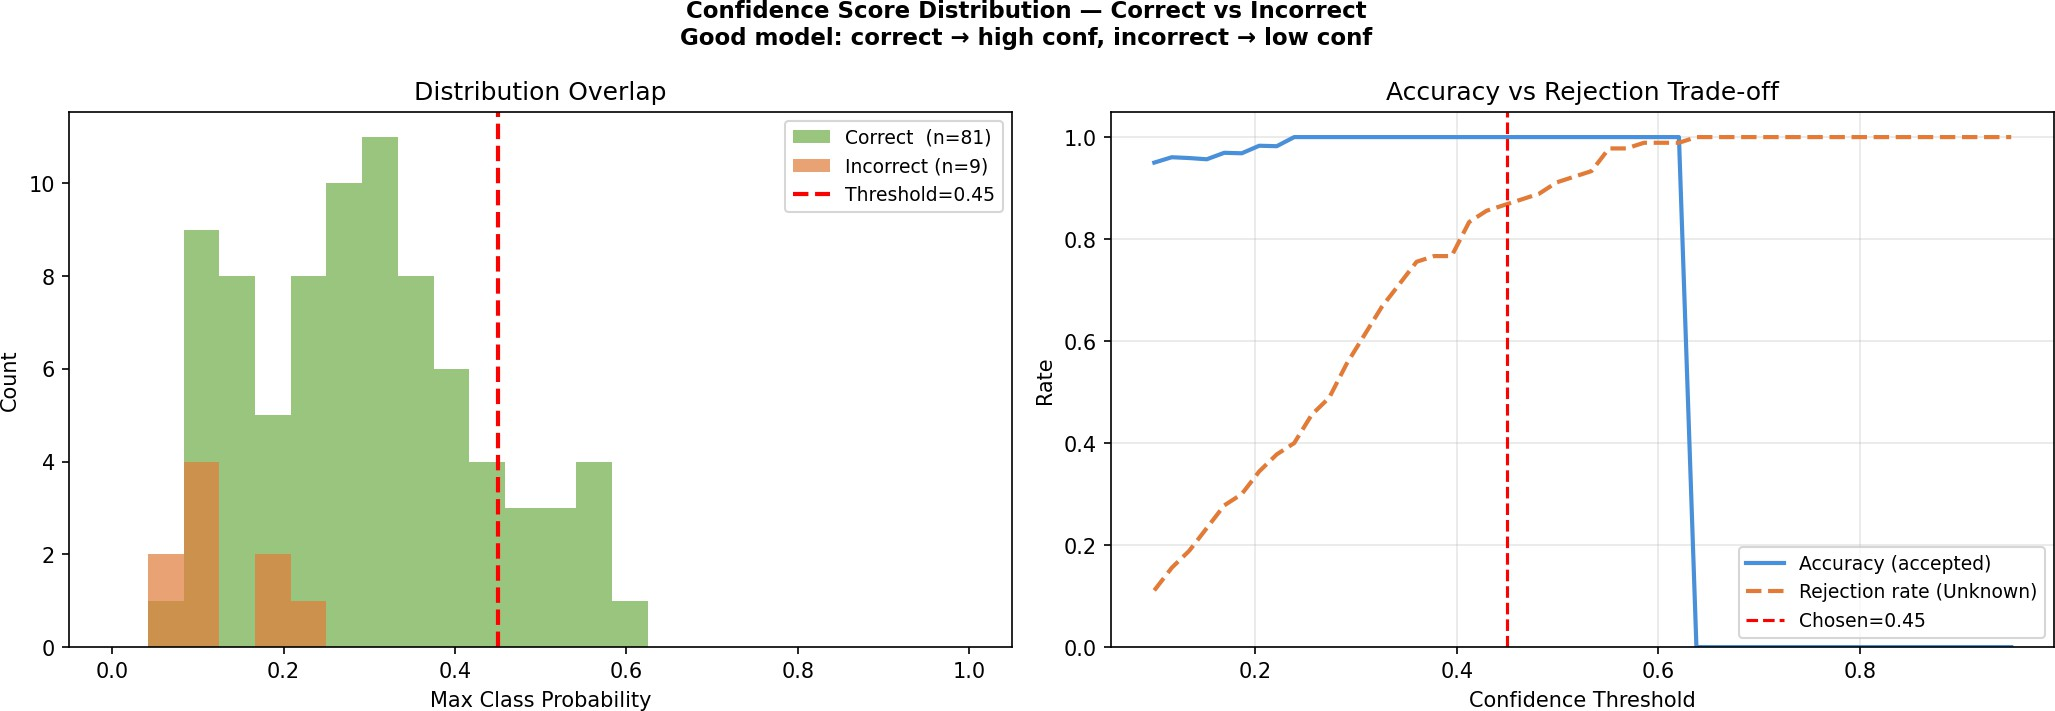 Confidence Score Distribution — Correct vs Incorrect
Good model: correct → high conf, incorrect → low conf
Distribution Overlap
Count
10
8
6
4
2
0
Correct  (n=81)
Incorrect (n=9)
Threshold=0.45
0.0 0.2 0.4 0.6 0.8 1.0
Max Class Probability
Accuracy vs Rejection Trade-off
Rate
1.0
0.8
0.6
0.4
0.2
0.0
Accuracy (accepted)
Rejection rate (Unknown)
Chosen=0.45
0.2 0.4 0.6 0.8
Confidence Threshold